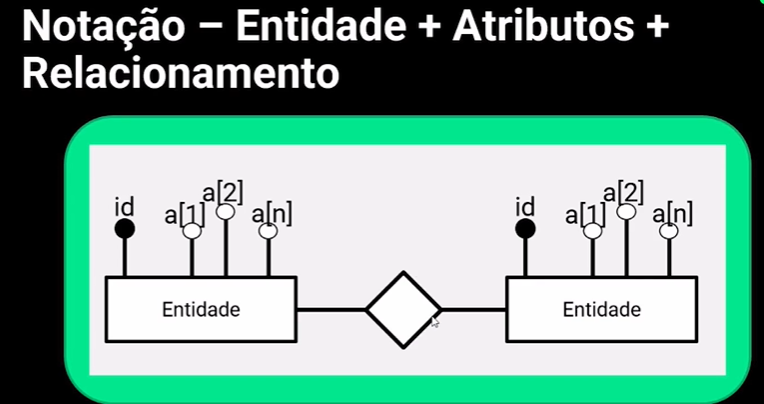 Notação – Entidade + Atributos +
Relacionamento
id a[1] a[2] a[n] id a[1] a[2] a[n]
Entidade Entidade